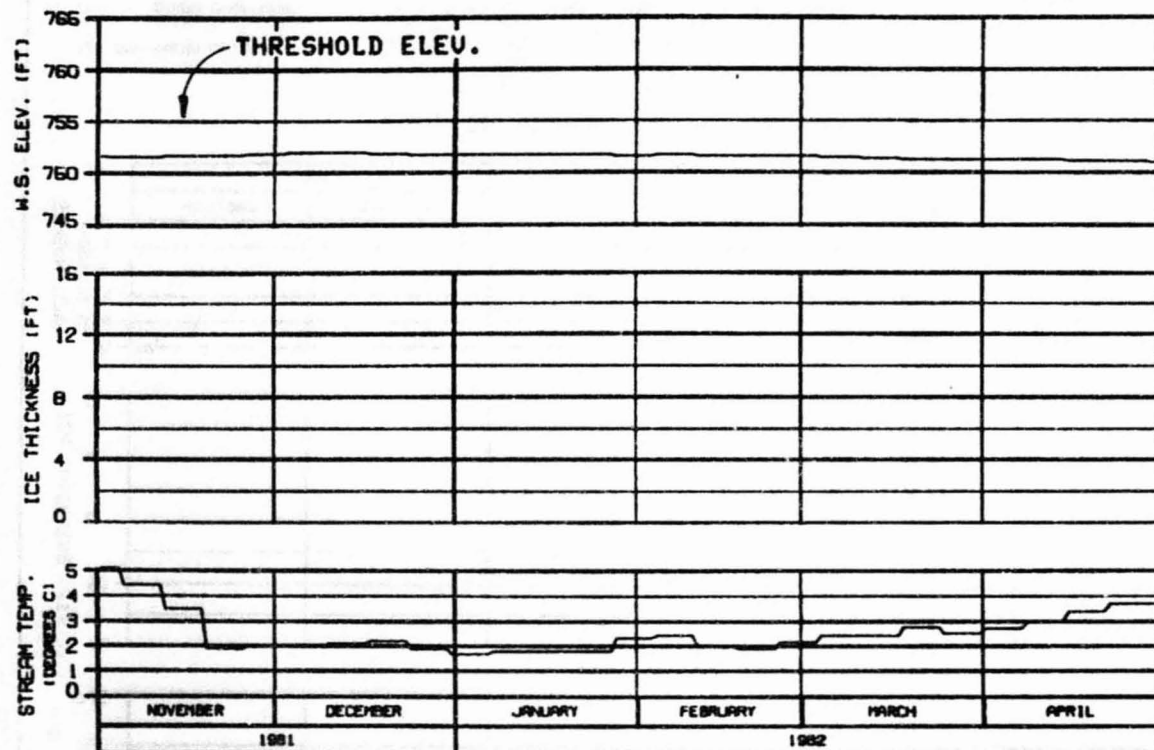 W.S. ELEV. (FT)
765
760
755
750
745
THRESHOLD ELEV.
ICE THICKNESS (FT)
16
12
8
4
0
STREAM TEMP.
(DEGREES C)
5
4
3
2
1
0
NOVEMBER DECEMBER JANUARY FEBRUARY MARCH APRIL
1981 1982